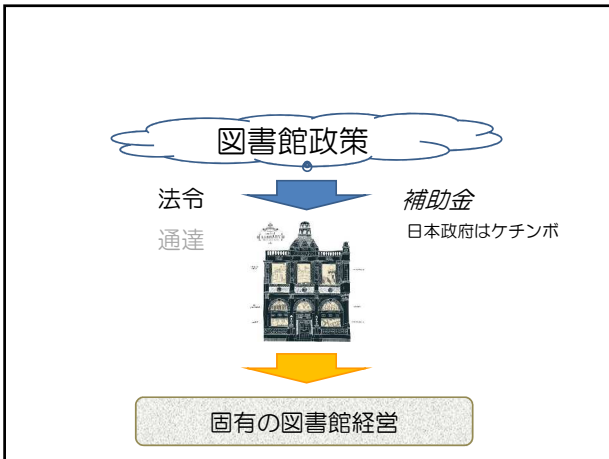 図書館政策
法令
補助金
通達
日本政府はケチンボ
固有の図書館経営